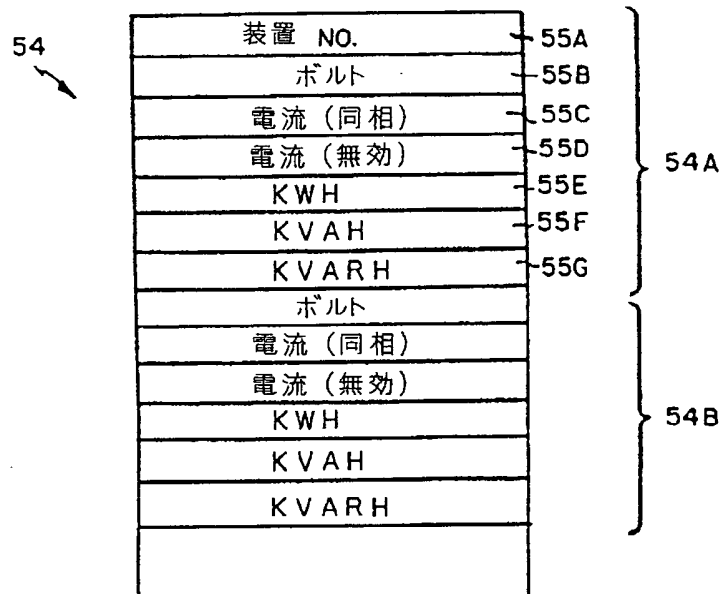 54
装置 NO. 55A
ボルト 55B
電流 (同相) 55C
電流 (無効) 55D
KWH 55E
KVAH 55F
KVARH 55G
54A
ボルト
電流 (同相)
電流 (無効)
KWH
KVAH
KVARH
54B